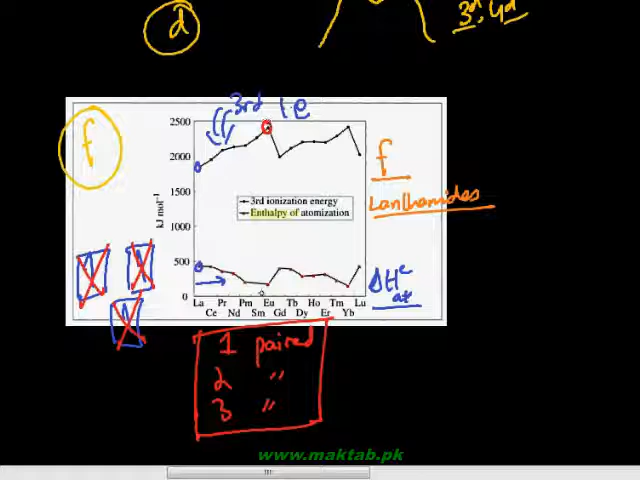 d
3d, 4d
3rd I.e
f
2500
2000
1500
1000
500
0
kJ mol⁻¹
3rd ionization energy
Enthalpy of atomization
f
Lanthanides
ΔH°at
La Pr Pm Eu Tb Ho Tm Lu
Ce Nd Sm Gd Dy Er Yb
1 paired
2 "
3 "
www.maktab.pk